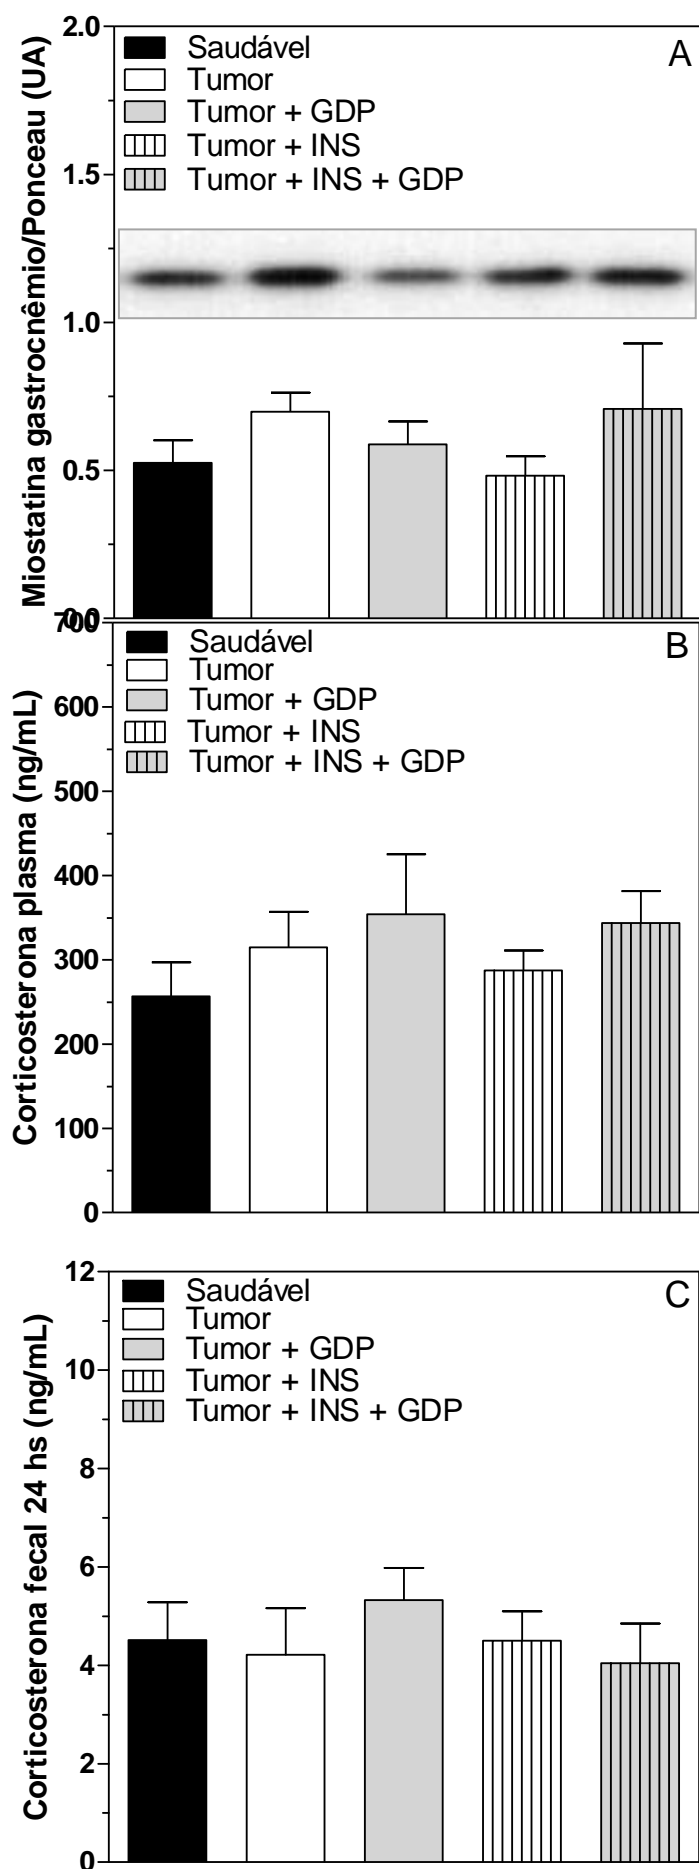 2.0
A
Saudável
Tumor
Tumor + GDP
Tumor + INS
Tumor + INS + GDP
1.5
1.0
0.5
0.0
Miostatina gastrocnêmio/Ponceau (UA)
700
B
Saudável
Tumor
Tumor + GDP
Tumor + INS
Tumor + INS + GDP
600
500
400
300
200
100
0
Corticosterona plasma (ng/mL)
12
C
Saudável
Tumor
Tumor + GDP
Tumor + INS
Tumor + INS + GDP
10
8
6
4
2
0
Corticosterona fecal 24 hs (ng/mL)